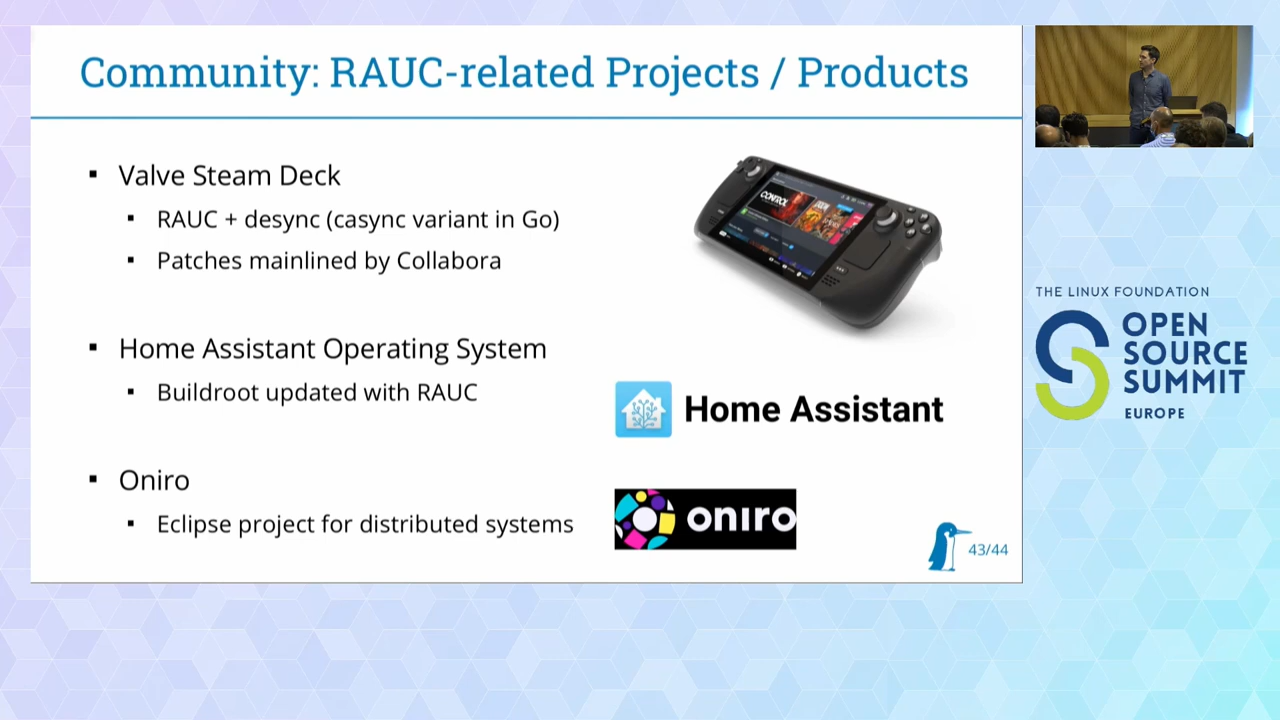 Community: RAUC-related Projects / Products
▪ Valve Steam Deck
▪ RAUC + desync (casync variant in Go)
▪ Patches mainlined by Collabora
▪ Home Assistant Operating System
▪ Buildroot updated with RAUC
▪ Oniro
▪ Eclipse project for distributed systems
CONTROL
Home Assistant
oniro
43/44
THE LINUX FOUNDATION
OPEN
SOURCE
SUMMIT
EUROPE